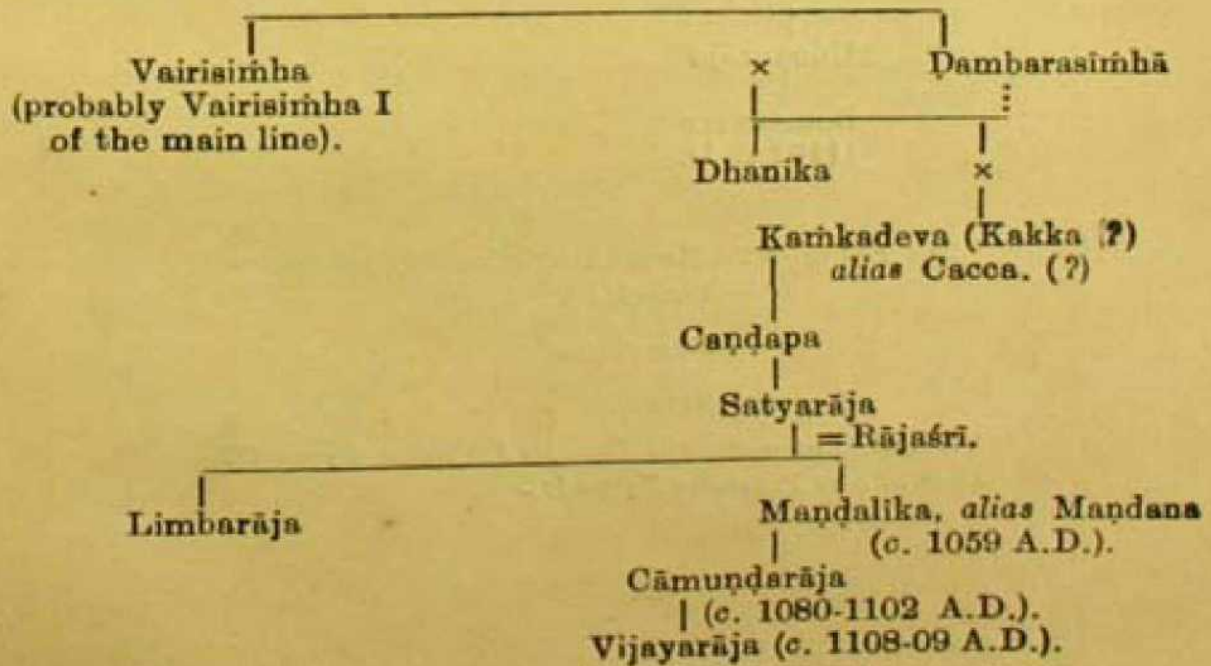 Vairisiṁha × Ḍambarasiṁhā
(probably Vairisiṁha I
of the main line).
Dhanika ×
Kaṁkadeva (Kakka ?)
alias Cacca. (?)
Caṇḍapa
Satyarāja
= Rājaśrī.
Limbarāja Maṇḍalika, alias Maṇḍana
(c. 1059 A.D.).
Cāmuṇḍarāja
(c. 1080-1102 A.D.).
Vijayarāja (c. 1108-09 A.D.).